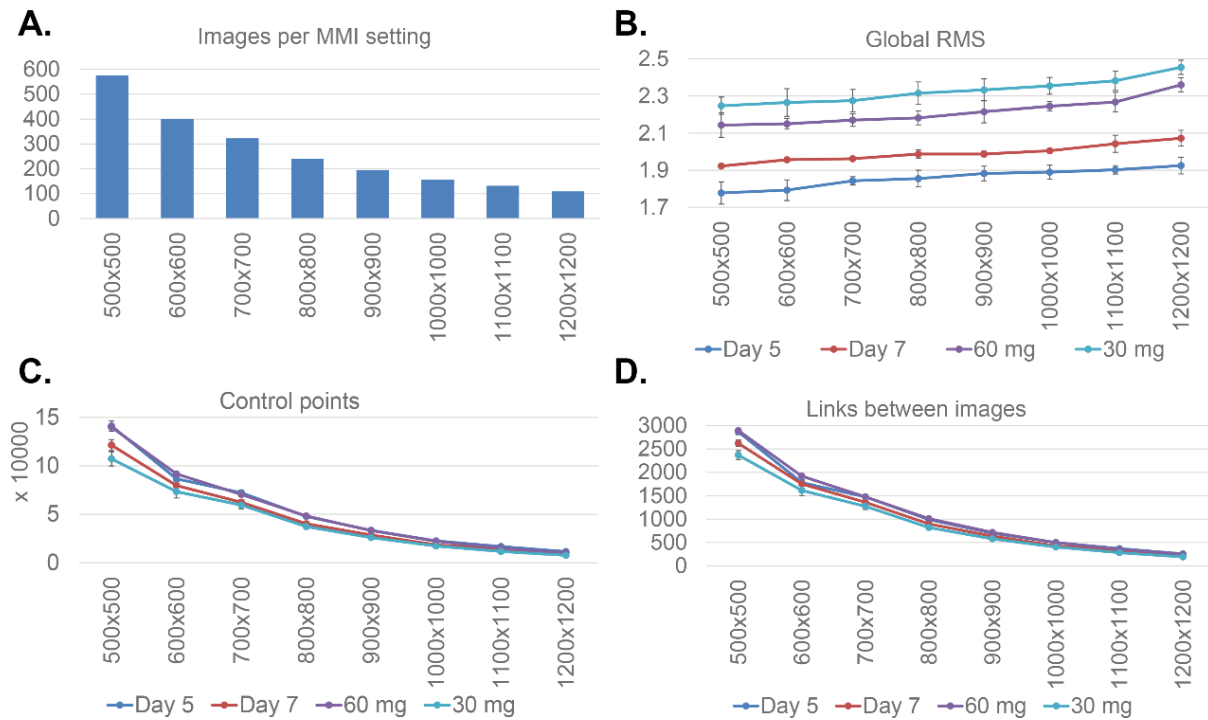 A.
Images per MMI setting
600
500
400
300
200
100
0
500x500
600x600
700x700
800x800
900x900
1000x1000
1100x1100
1200x1200
B.
Global RMS
2.5
2.3
2.1
1.9
1.7
500x500
600x600
700x700
800x800
900x900
1000x1000
1100x1100
1200x1200
Day 5 Day 7 60 mg 30 mg
C.
Control points
x 10000
15
10
5
0
500x500
600x600
700x700
800x800
900x900
1000x1000
1100x1100
1200x1200
Day 5 Day 7 60 mg 30 mg
D.
Links between images
3000
2500
2000
1500
1000
500
0
500x500
600x600
700x700
800x800
900x900
1000x1000
1100x1100
1200x1200
Day 5 Day 7 60 mg 30 mg